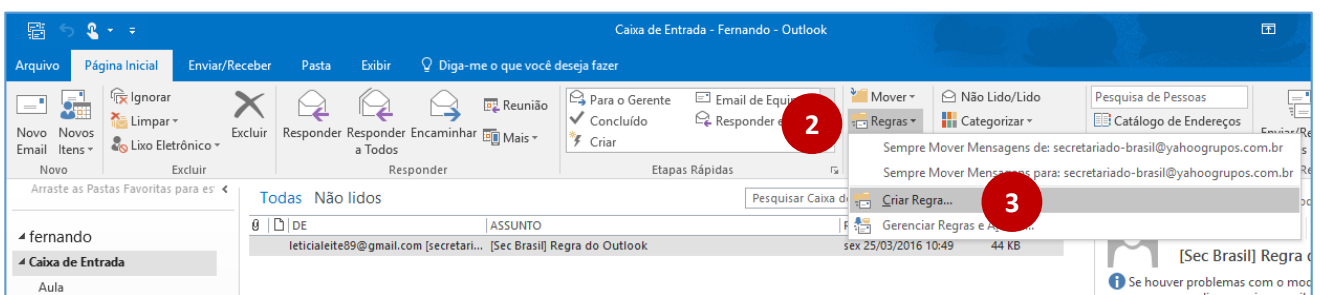 Caixa de Entrada - Fernando - Outlook
Arquivo Página Inicial Enviar/Receber Pasta Exibir Diga-me o que você deseja fazer
Novo Email
Novos Itens
Novo
Ignorar
Limpar
Lixo Eletrônico
Excluir
Excluir
Responder
Responder a Todos
Encaminhar
Reunião
Mais
Responder
Para o Gerente
Concluído
Criar
Email de
Responder
Etapas Rápidas
2
Mover
Regras
Não Lido/Lido
Categorizar
Pesquisa de Pessoas
Catálogo de Endereços
Sempre Mover Mensagens de: secretariado-brasil@yahoogrupos.com.br
Sempre Mover Mensagens para: secretariado-brasil@yahoogrupos.com.br
Criar Regra...
3
Gerenciar Regras e
Arraste as Pastas Favoritas para
fernando
Caixa de Entrada
Aula
Todas Não lidos
Pesquisar Caixa
DE ASSUNTO
leticialeite89@gmail.com [secretari... [Sec Brasil] Regra do Outlook sex 25/03/2016 10:49 44 KB
[Sec Brasil] Regra
Se houver problemas com o